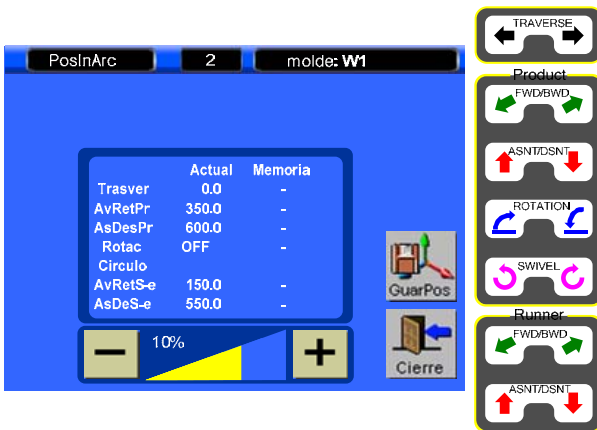 PosInArc 2 molde: W1
Actual Memoria
Trasver 0.0 -
AvRetPr 350.0 -
AsDesPr 600.0 -
Rotac OFF -
Circulo
AvRetS-e 150.0 -
AsDeS-e 550.0 -
10%
GuarPos
Cierre
TRAVERSE
Product
FWD/BWD
ASNT/DSNT
ROTATION
SWIVEL
Runner
FWD/BWD
ASNT/DSNT